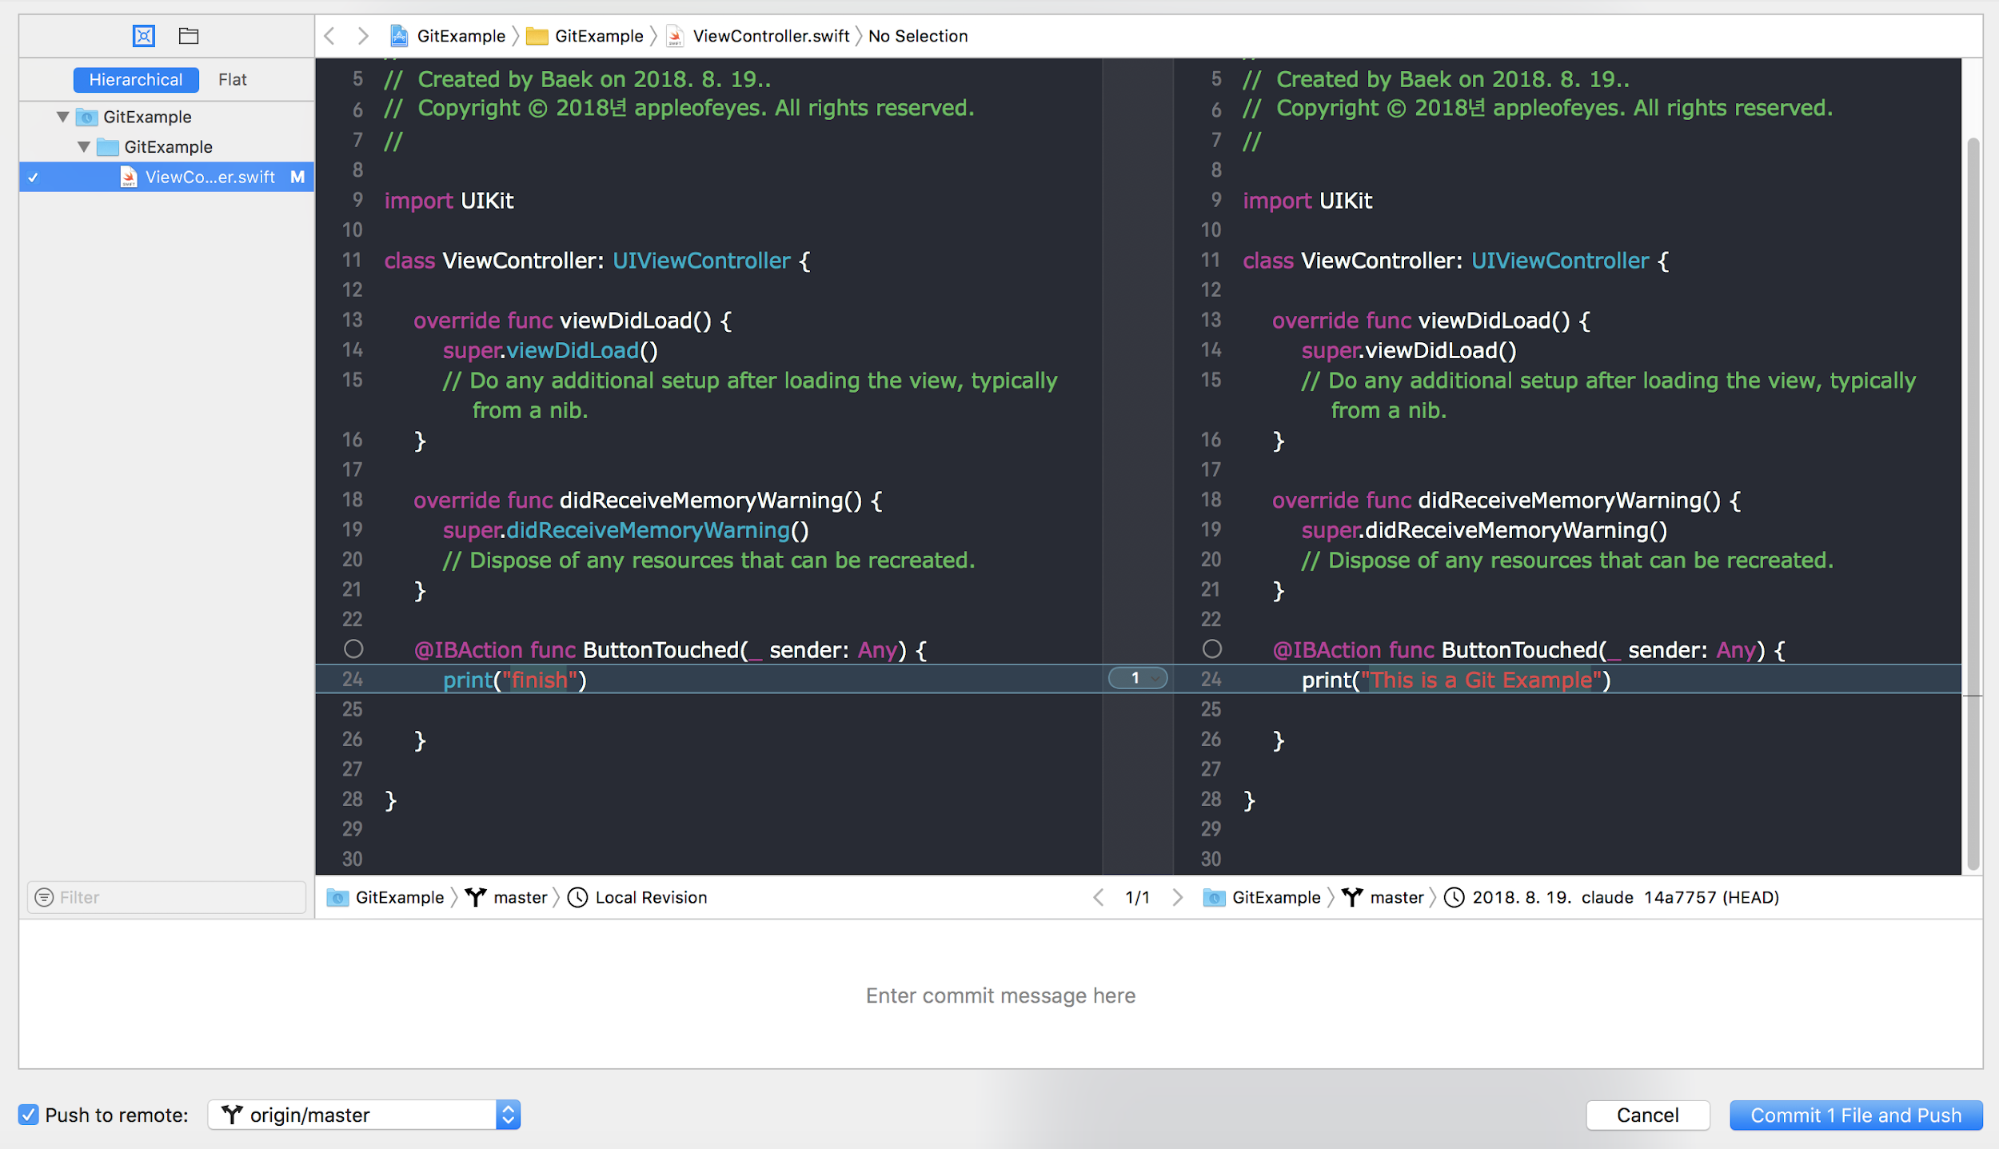 GitExample GitExample ViewController.swift No Selection
Hierarchical Flat
GitExample
GitExample
ViewCo...er.swift M
5 // Created by Baek on 2018. 8. 19..
6 // Copyright © 2018년 appleofeyes. All rights reserved.
7 //
8
9 import UIKit
10
11 class ViewController: UIViewController {
12
13 override func viewDidLoad() {
14 super.viewDidLoad()
15 // Do any additional setup after loading the view, typically
from a nib.
16 }
17
18 override func didReceiveMemoryWarning() {
19 super.didReceiveMemoryWarning()
20 // Dispose of any resources that can be recreated.
21 }
22
@IBAction func ButtonTouched(_ sender: Any) {
24 print("finish")
25
26 }
27
28 }
29
30
1
5 // Created by Baek on 2018. 8. 19..
6 // Copyright © 2018년 appleofeyes. All rights reserved.
7 //
8
9 import UIKit
10
11 class ViewController: UIViewController {
12
13 override func viewDidLoad() {
14 super.viewDidLoad()
15 // Do any additional setup after loading the view, typically
from a nib.
16 }
17
18 override func didReceiveMemoryWarning() {
19 super.didReceiveMemoryWarning()
20 // Dispose of any resources that can be recreated.
21 }
22
@IBAction func ButtonTouched(_ sender: Any) {
24 print("This is a Git Example")
25
26 }
27
28 }
29
30
Filter
GitExample master Local Revision
1/1
GitExample master 2018. 8. 19. claude 14a7757 (HEAD)
Enter commit message here
Push to remote: origin/master
Cancel Commit 1 File and Push